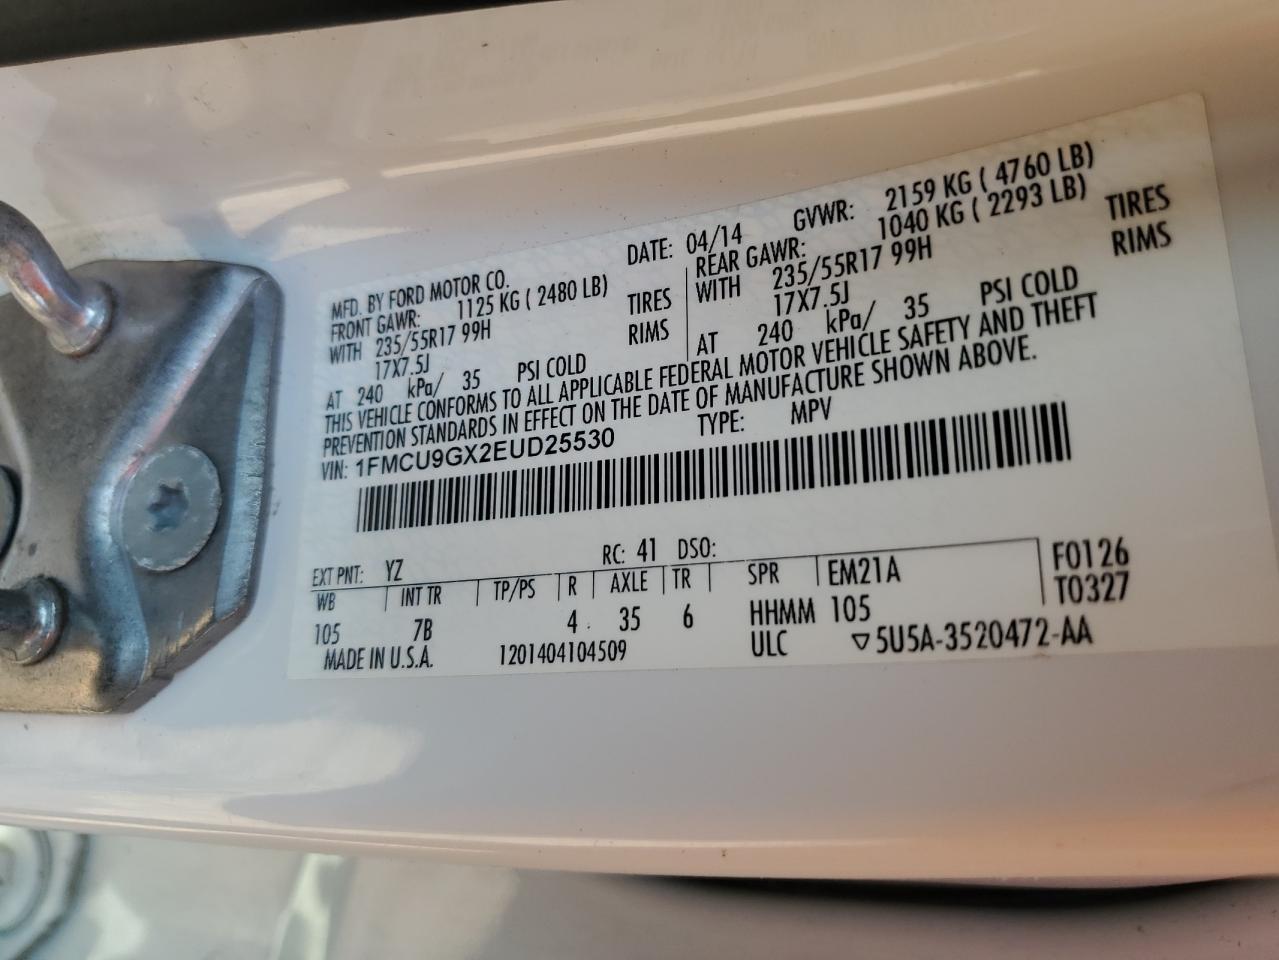 MFD. BY FORD MOTOR CO. DATE: 04/14 GVWR: 2159 KG ( 4760 LB)
FRONT GAWR: 1125 KG ( 2480 LB) REAR GAWR: 1040 KG ( 2293 LB)
WITH 235/55R17 99H TIRES WITH 235/55R17 99H TIRES
17X7.5J RIMS 17X7.5J RIMS
AT 240 kPa/ 35 PSI COLD AT 240 kPa/ 35 PSI COLD
THIS VEHICLE CONFORMS TO ALL APPLICABLE FEDERAL MOTOR VEHICLE SAFETY AND THEFT
PREVENTION STANDARDS IN EFFECT ON THE DATE OF MANUFACTURE SHOWN ABOVE.
VIN: 1FMCU9GX2EUD25530 TYPE: MPV
EXT PNT: YZ RC: 41 DSO:
WB INT TR TP/PS R AXLE TR SPR EM21A F0126
105 7B 4 35 6 HHMM 105 T0327
MADE IN U.S.A. 1201404104509 ULC ▽5U5A-3520472-AA